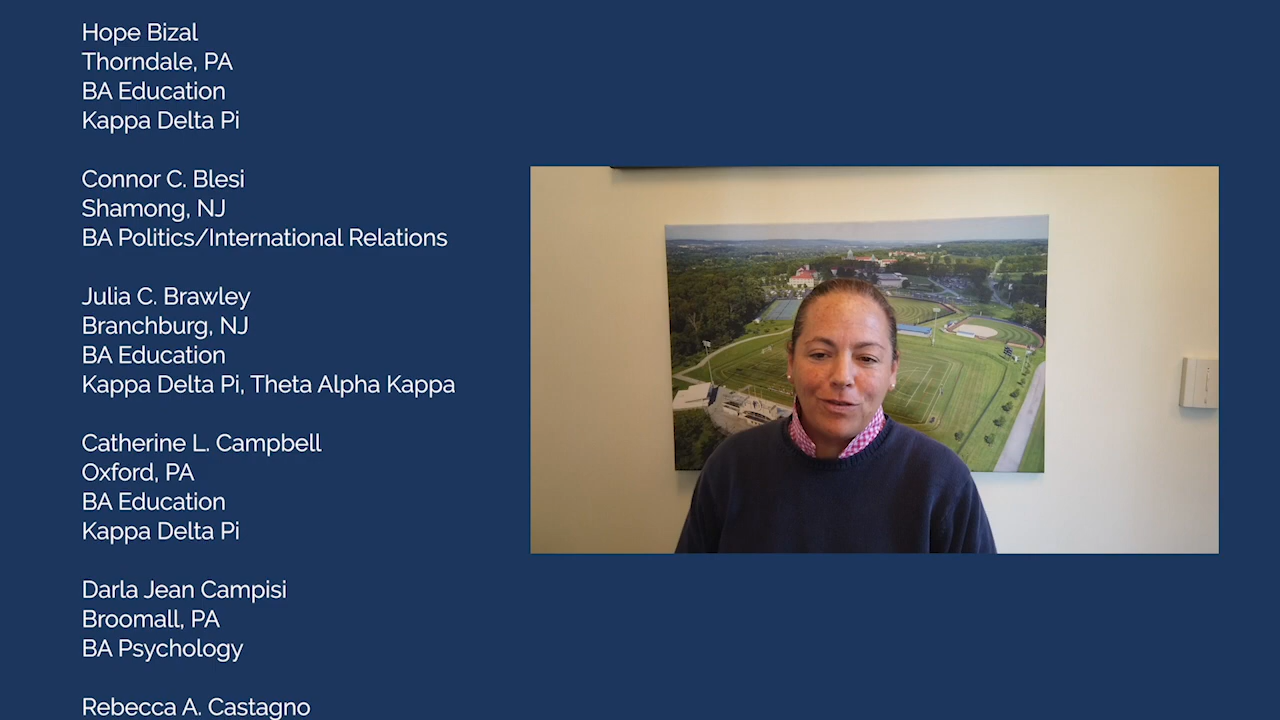 Hope Bizal
Thorndale, PA
BA Education
Kappa Delta Pi
Connor C. Blesi
Shamong, NJ
BA Politics/International Relations
Julia C. Brawley
Branchburg, NJ
BA Education
Kappa Delta Pi, Theta Alpha Kappa
Catherine L. Campbell
Oxford, PA
BA Education
Kappa Delta Pi
Darla Jean Campisi
Broomall, PA
BA Psychology
Rebecca A. Castagno